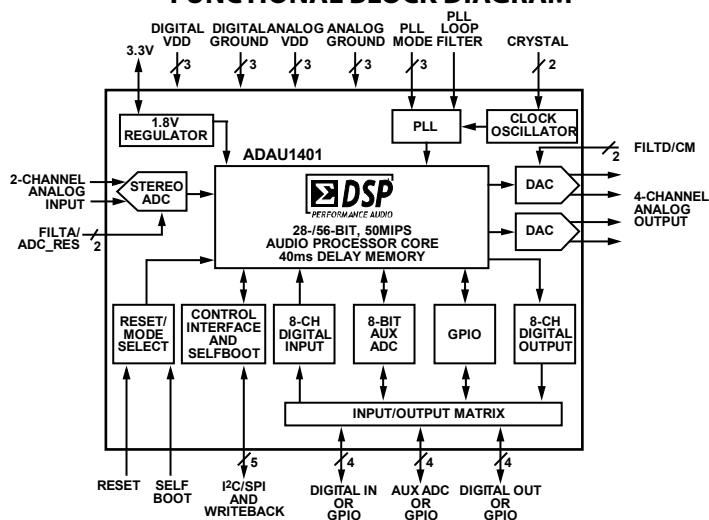 FUNCTIONAL BLOCK DIAGRAM
3.3V
DIGITAL
VDD
DIGITAL
GROUND
ANALOG
VDD
ANALOG
GROUND
PLL
MODE
PLL
LOOP
FILTER
CRYSTAL
3
3
3
3
3
2
1.8V
REGULATOR
PLL
CLOCK
OSCILLATOR
ADAU1401
FILTD/CM
2
2-CHANNEL
ANALOG
INPUT
STEREO
ADC
FILTA/
ADC_RES
2
Σ DSP
PERFORMANCE AUDIO
28-/56-BIT, 50MIPS
AUDIO PROCESSOR CORE
40ms DELAY MEMORY
DAC
DAC
4-CHANNEL
ANALOG
OUTPUT
RESET/
MODE
SELECT
CONTROL
INTERFACE
AND
SELFBOOT
8-CH
DIGITAL
INPUT
8-BIT
AUX
ADC
GPIO
8-CH
DIGITAL
OUTPUT
INPUT/OUTPUT MATRIX
5
4
4
4
RESET
SELF
BOOT
I²C/SPI
AND
WRITEBACK
DIGITAL IN
OR
GPIO
AUX ADC
OR
GPIO
DIGITAL OUT
OR
GPIO